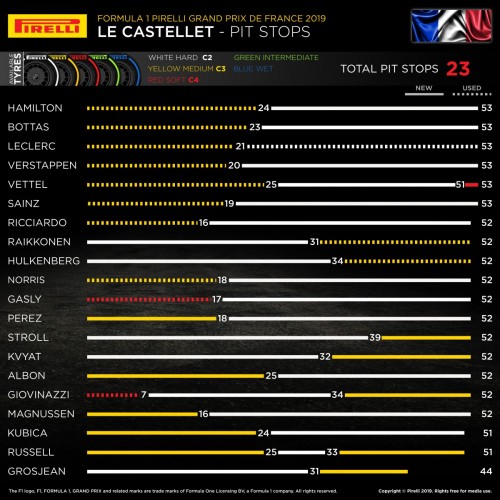 PIRELLI
FORMULA 1 PIRELLI GRAND PRIX DE FRANCE 2019
LE CASTELLET - PIT STOPS
AVAILABLE
TYRES
WHITE HARD C2 GREEN INTERMEDIATE
YELLOW MEDIUM C3 BLUE WET
RED SOFT C4
TOTAL PIT STOPS 23
NEW USED
HAMILTON 24 53
BOTTAS 23 53
LECLERC 21 53
VERSTAPPEN 20 53
VETTEL 25 51 53
SAINZ 19 53
RICCIARDO 16 52
RAIKKONEN 31 52
HULKENBERG 34 52
NORRIS 18 52
GASLY 17 52
PEREZ 18 52
STROLL 39 52
KVYAT 32 52
ALBON 25 52
GIOVINAZZI 7 34 52
MAGNUSSEN 16 52
KUBICA 24 51
RUSSELL 25 33 51
GROSJEAN 31 44
The F1 logo, F1, FORMULA 1, GRAND PRIX and related marks are trade marks of Formula One Licensing BV, a Formula 1 company. All rights reserved. Copyright © Pirelli 2019. Rights free for media use.